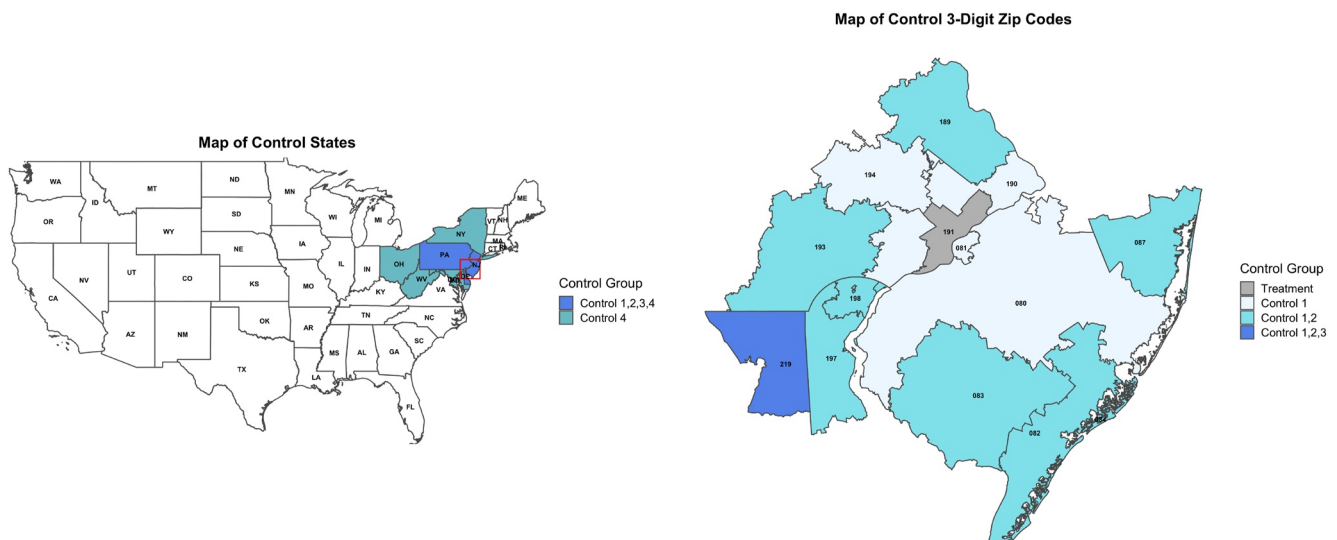 Map of Control 3-Digit Zip Codes
Map of Control States
WA
MT
ND
MN
ME
OR
ID
SD
WI
MI
VT
NH
NY
MA
CT
WY
NE
IA
PA
NJ
NV
UT
CO
IL
IN
OH
WV
VA
KS
MO
KY
CA
TN
NC
AZ
NM
OK
AR
SC
TX
MS
AL
GA
LA
FL
Control Group
Control 1,2,3,4
Control 4
189
194
190
191
081
087
193
198
080
197
219
083
082
Control Group
Treatment
Control 1
Control 1,2
Control 1,2,3